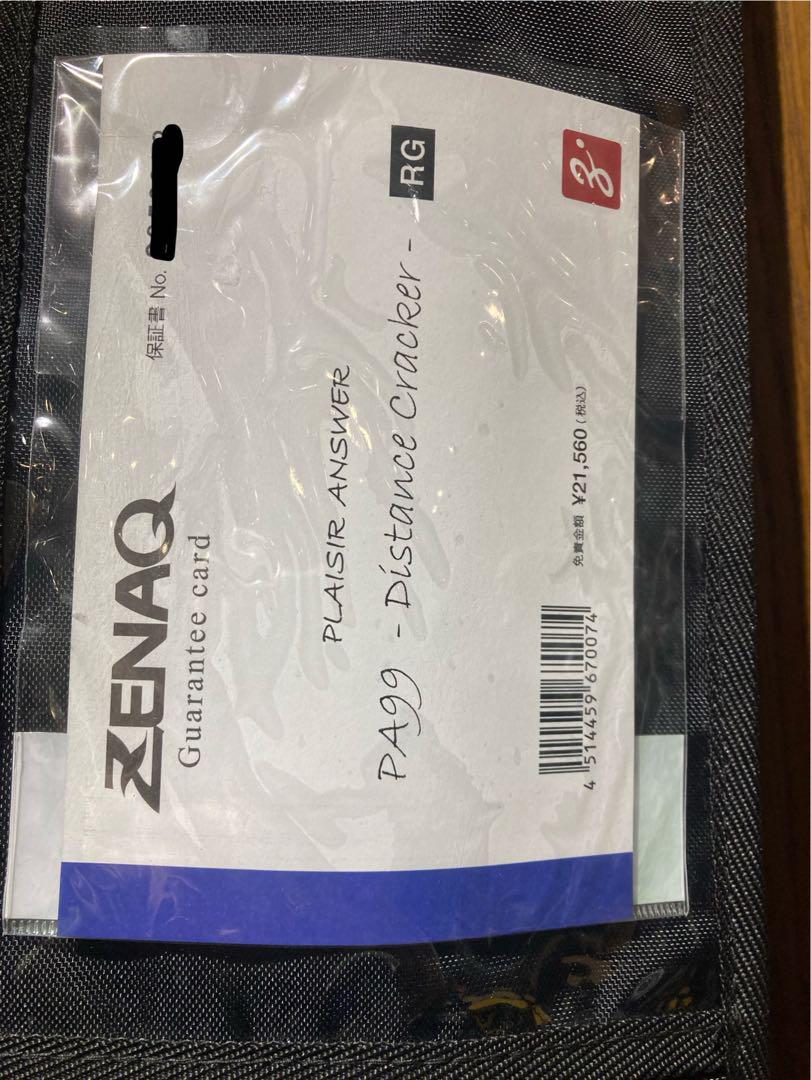 ZENAQ
Guarantee card
保証書 No.
PLAISIR ANSWER
PA99 - Distance Cracker - RG
4 514459 670074
免責金額 ¥21,560 (税込)